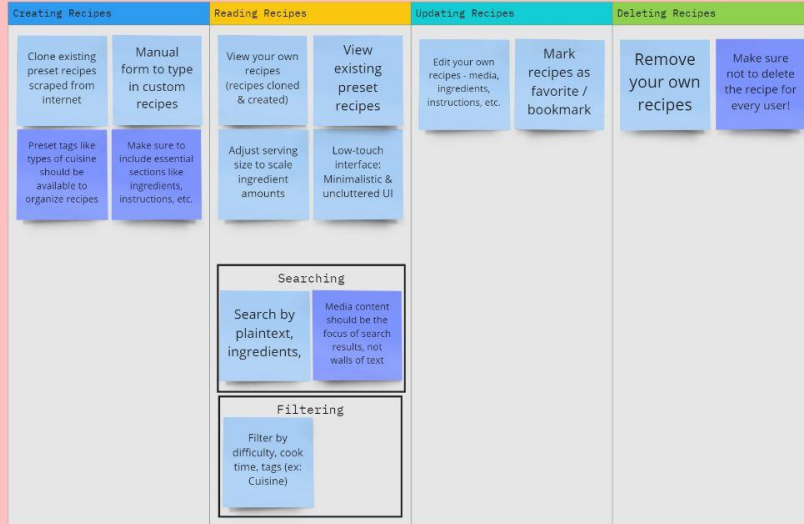 Creating Recipes
Reading Recipes
Updating Recipes
Deleting Recipes
Clone existing
preset recipes
scraped from
internet
Manual
form to type
in custom
recipes
Preset tags like
types of cuisine
should be
available to
organize recipes
Make sure to
include essential
sections like
ingredients,
instructions, etc.
View your own
recipes
(recipes cloned
& created)
View
existing
preset
recipes
Adjust serving
size to scale
ingredient
amounts
Low-touch
interface:
Minimalistic &
uncluttered UI
Searching
Search by
plaintext,
ingredients,
Media content
should be the
focus of search
results, not
walls of text
Filtering
Filter by
difficulty, cook
time, tags (ex:
Cuisine)
Edit your own
recipes - media,
ingredients,
instructions, etc.
Mark
recipes as
favorite /
bookmark
Remove
your own
recipes
Make sure
not to delete
the recipe for
every user!